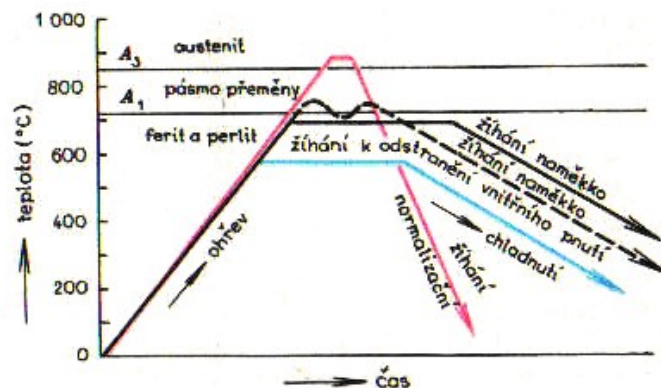 1 000
800
600
400
200
0
teplota (°C)
A3
A1
austenit
pásmo přeměny
ferit a perlit
ohřev
žíhání k odstranění vnitřního pnutí
žíhání naměkko
žíhání naměkko
chladnutí
normalizační
žíhání
čas